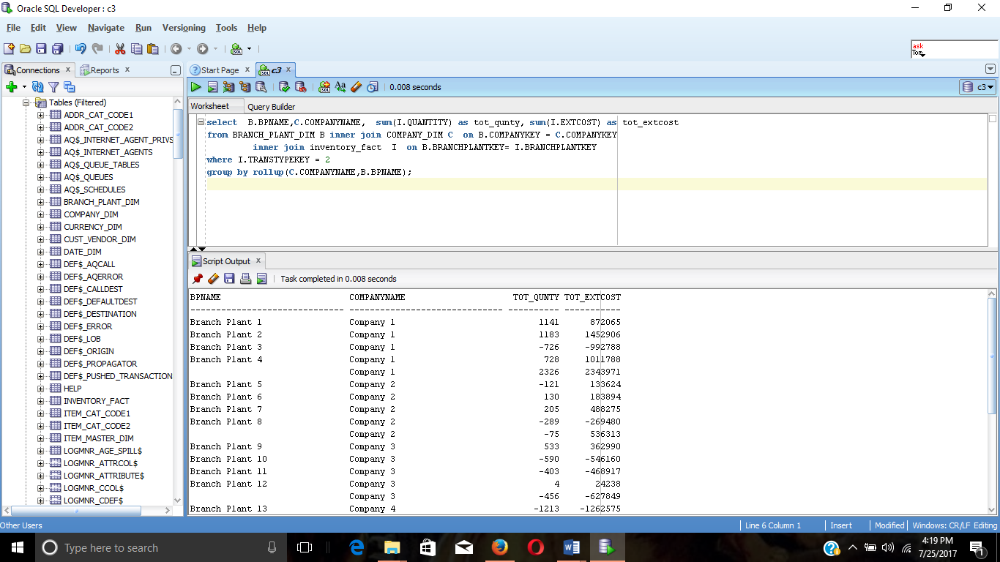 Oracle SQL Developer : c3
File Edit View Navigate Run Versioning Tools Help
ask
Tom
Connections x Reports x
Start Page x c3 x
0.008 seconds
c3
Worksheet Query Builder
Tables (Filtered)
ADDR_CAT_CODE1
ADDR_CAT_CODE2
AQ$_INTERNET_AGENT_PRIVS
AQ$_INTERNET_AGENTS
AQ$_QUEUE_TABLES
AQ$_QUEUES
AQ$_SCHEDULES
BRANCH_PLANT_DIM
COMPANY_DIM
CURRENCY_DIM
CUST_VENDOR_DIM
DATE_DIM
DEF$_AQCALL
DEF$_AQERROR
DEF$_CALLDEST
DEF$_DEFAULTDEST
DEF$_DESTINATION
DEF$_ERROR
DEF$_LOB
DEF$_ORIGIN
DEF$_PROPAGATOR
DEF$_PUSHED_TRANSACTION
HELP
INVENTORY_FACT
ITEM_CAT_CODE1
ITEM_CAT_CODE2
ITEM_MASTER_DIM
LOGMNR_AGE_SPILL$
LOGMNR_ATTRCOL$
LOGMNR_ATTRIBUTE$
LOGMNR_CCOL$
LOGMNR_CDEF$
select  B.BPNAME,C.COMPANYNAME,  sum(I.QUANTITY) as tot_qunty, sum(I.EXTCOST) as tot_extcost
from BRANCH_PLANT_DIM B inner join COMPANY_DIM C  on B.COMPANYKEY = C.COMPANYKEY
inner join inventory_fact  I  on B.BRANCHPLANTKEY= I.BRANCHPLANTKEY
where I.TRANSTYPEKEY = 2
group by rollup(C.COMPANYNAME,B.BPNAME);
Script Output x
Task completed in 0.008 seconds
BPNAME COMPANYNAME TOT_QUNTY TOT_EXTCOST
------------------------------ ------------------------------ ---------- -----------
Branch Plant 1 Company 1 1141 872065
Branch Plant 2 Company 1 1183 1452906
Branch Plant 3 Company 1 -726 -992788
Branch Plant 4 Company 1 728 1011788
Company 1 2326 2343971
Branch Plant 5 Company 2 -121 133624
Branch Plant 6 Company 2 130 183894
Branch Plant 7 Company 2 205 488275
Branch Plant 8 Company 2 -289 -269480
Company 2 -75 536313
Branch Plant 9 Company 3 533 362990
Branch Plant 10 Company 3 -590 -546160
Branch Plant 11 Company 3 -403 -468917
Branch Plant 12 Company 3 4 24238
Company 3 -456 -627849
Branch Plant 13 Company 4 -1213 -1262575
Other Users
Line 6 Column 1 Insert Modified Windows: CR/LF Editing
Type here to search
4:19 PM
7/25/2017
1